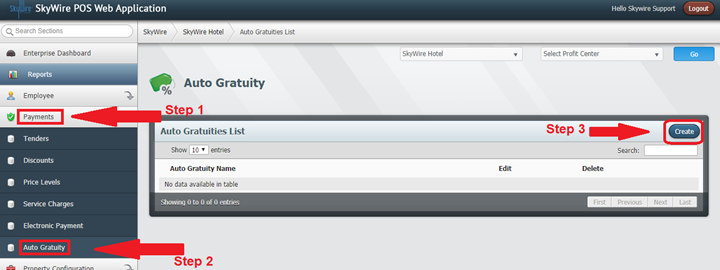 SkyWire SkyWire POS Web Application
Hello Skywire Support Logout
Search Sections
SkyWire SkyWire Hotel Auto Gratuities List
Enterprise Dashboard
SkyWire Hotel Select Profit Center Go
Reports
% Auto Gratuity
Employee
Step 1
Payments
Step 3
Auto Gratuities List Create
Tenders
Show 10 entries Search:
Discounts
Auto Gratuity Name Edit Delete
Price Levels
No data available in table
Service Charges
Showing 0 to 0 of 0 entries First Previous Next Last
Electronic Payment
Auto Gratuity
Step 2
Property Configuration